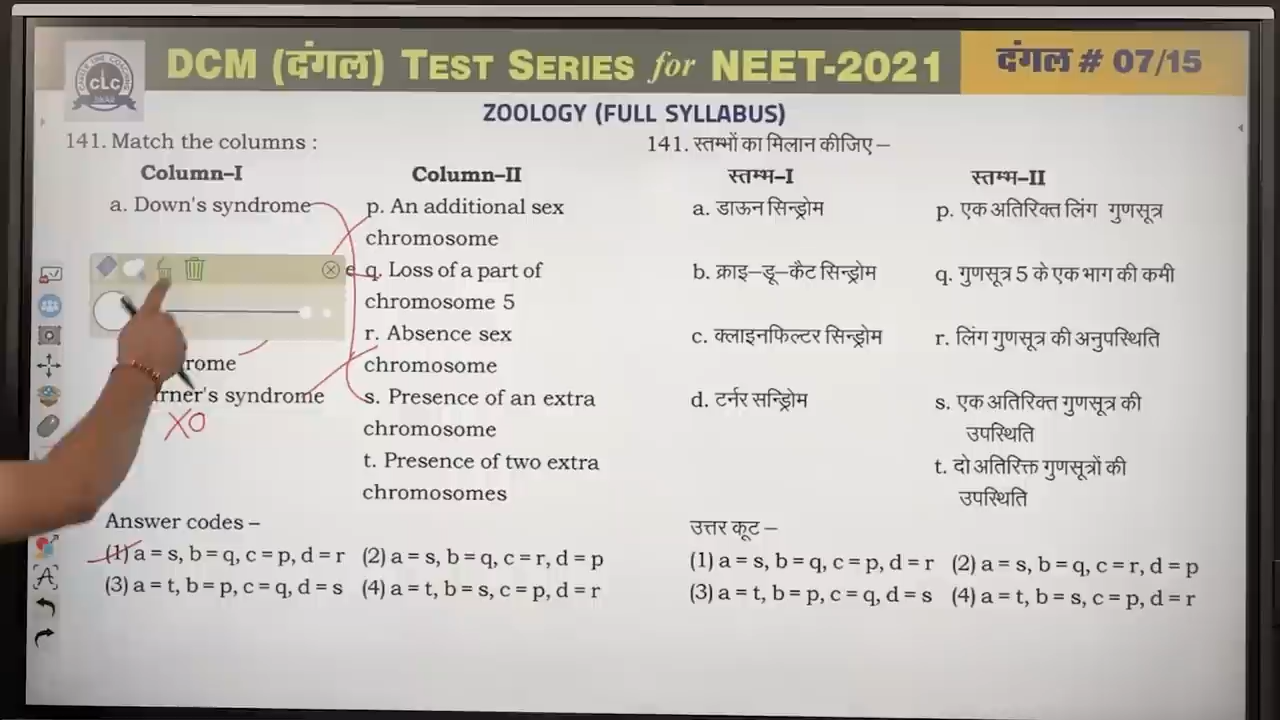 DCM (दंगल) TEST SERIES for NEET-2021
दंगल # 07/15
CLC
ZOOLOGY (FULL SYLLABUS)
141. Match the columns :
Column–I Column–II
a. Down's syndrome p. An additional sex
chromosome
q. Loss of a part of
chromosome 5
r. Absence sex
rome chromosome
rner's syndrome s. Presence of an extra
XO chromosome
t. Presence of two extra
chromosomes
Answer codes –
(1) a = s, b = q, c = p, d = r (2) a = s, b = q, c = r, d = p
(3) a = t, b = p, c = q, d = s (4) a = t, b = s, c = p, d = r
141. स्तम्भों का मिलान कीजिए –
स्तम्भ–I स्तम्भ–II
a. डाऊन सिन्ड्रोम p. एक अतिरिक्त लिंग गुणसूत्र
b. क्राइ–डू–कैट सिन्ड्रोम q. गुणसूत्र 5 के एक भाग की कमी
c. क्लाइनफिल्टर सिन्ड्रोम r. लिंग गुणसूत्र की अनुपस्थिति
d. टर्नर सन्ड्रिोम s. एक अतिरिक्त गुणसूत्र की
उपस्थिति
t. दो अतिरिक्त गुणसूत्रों की
उपस्थिति
उत्तर कूट –
(1) a = s, b = q, c = p, d = r (2) a = s, b = q, c = r, d = p
(3) a = t, b = p, c = q, d = s (4) a = t, b = s, c = p, d = r